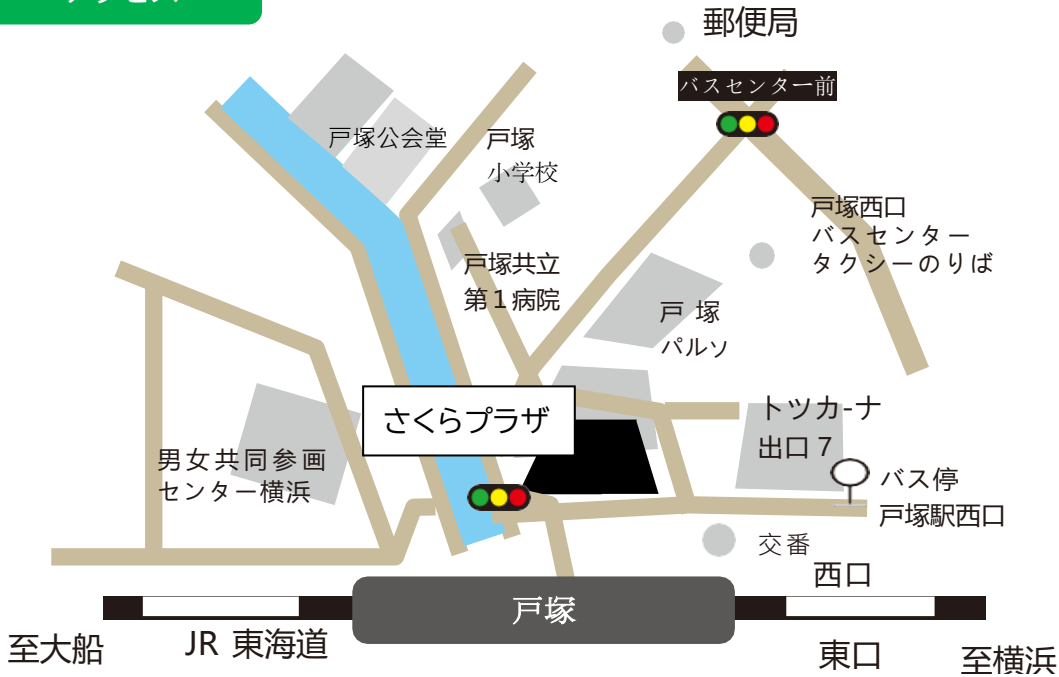 アクセス
郵便局
バスセンター前
戸塚公会堂
戸塚
小学校
戸塚西口
バスセンター
タクシーのりば
戸塚共立
第1病院
戸塚
パルソ
さくらプラザ
トツカ-ナ
出口7
男女共同参画
センター横浜
バス停
戸塚駅西口
交番
西口
戸塚
至大船
JR 東海道
東口
至横浜